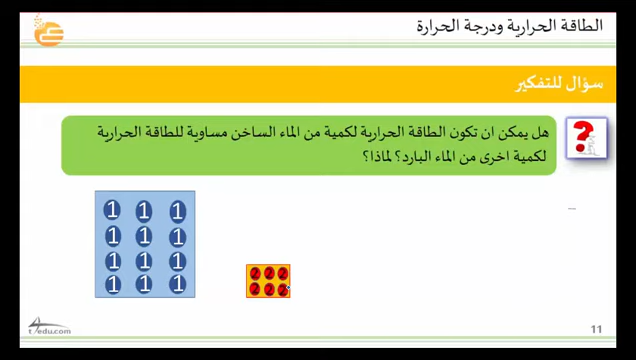 الطاقة الحرارية ودرجة الحرارة
سؤال للتفكير
هل يمكن ان تكون الطاقة الحرارية لكمية من الماء الساخن مساوية للطاقة الحرارية
لكمية اخرى من الماء البارد؟ لماذا؟
?
1 1 1
1 1 1
1 1 1
1 1 1
2 2 2
2 2 2
t4edu.com
11